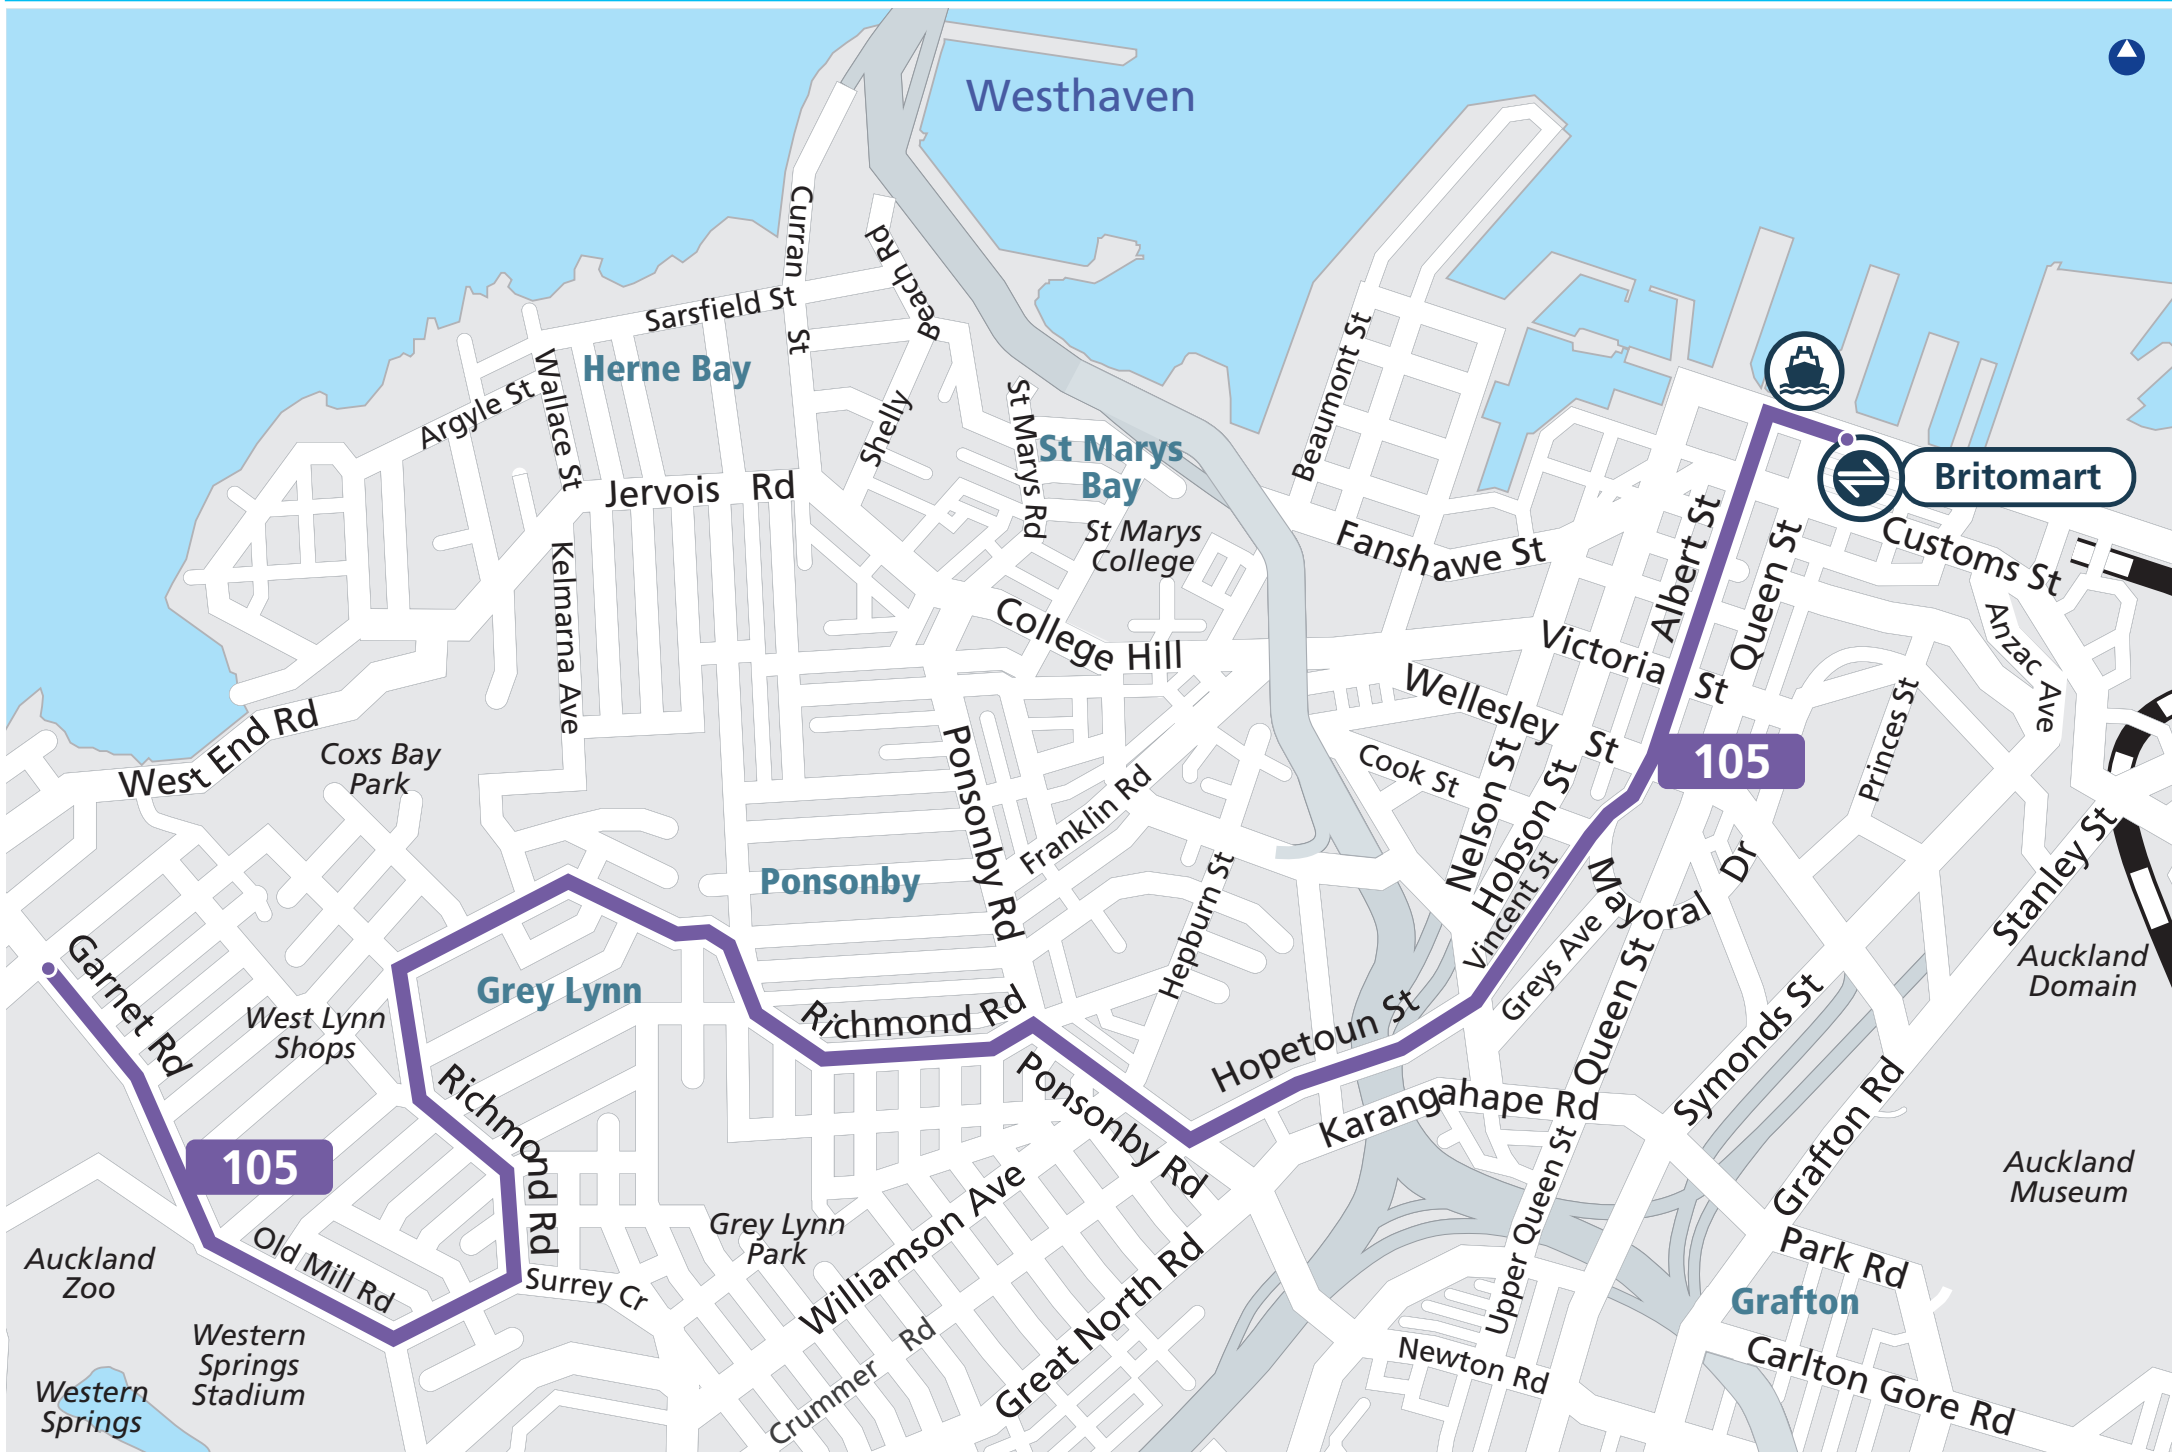 Westhaven
Curran
St
Beach Rd
Shelly
Sarsfield St
Herne Bay
Wallace St
Argyle St
St Marys Rd
St Marys
Bay
St Marys
College
Jervois Rd
Beaumont St
Fanshawe St
Britomart
Customs St
Albert St
Queen St
Anzac Ave
Kelmarna Ave
College Hill
Victoria St
Wellesley St
Princes St
West End Rd
Coxs Bay
Park
Cook St
Nelson St
Hobson St
Vincent St
105
Ponsonby Rd
Franklin Rd
Ponsonby
Hepburn St
Mayoral Dr
Greys Ave
Queen St
Stanley St
Auckland
Domain
Garnet Rd
Grey Lynn
West Lynn
Shops
Richmond Rd
Hopetoun St
Symonds St
Richmond Rd
Ponsonby Rd
Karangahape Rd
Grafton Rd
105
Auckland
Museum
Upper Queen St
Old Mill Rd
Surrey Cr
Grey Lynn
Park
Williamson Ave
Great North Rd
Crummer Rd
Park Rd
Grafton
Auckland
Zoo
Western
Springs
Stadium
Western
Springs
Newton Rd
Carlton Gore Rd